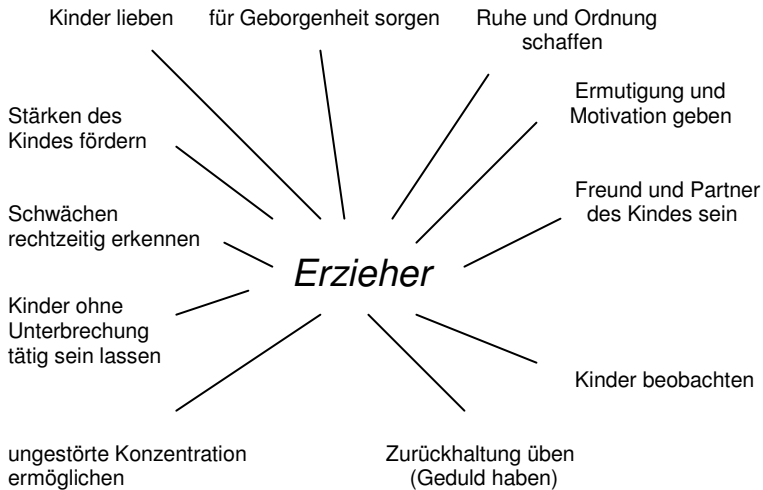 Kinder lieben
für Geborgenheit sorgen
Ruhe und Ordnung
schaffen
Ermutigung und
Motivation geben
Stärken des
Kindes fördern
Freund und Partner
des Kindes sein
Schwächen
rechtzeitig erkennen
Erzieher
Kinder ohne
Unterbrechung
tätig sein lassen
Kinder beobachten
ungestörte Konzentration
ermöglichen
Zurückhaltung üben
(Geduld haben)